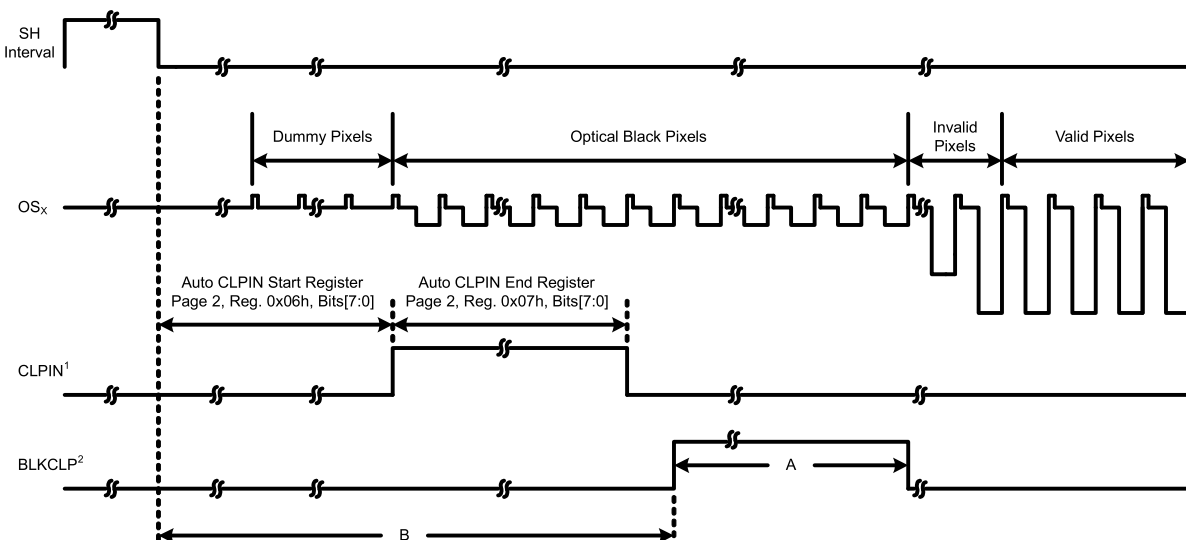 SH
Interval
Dummy Pixels
Optical Black Pixels
Invalid
Pixels
Valid Pixels
OSX
Auto CLPIN Start Register
Page 2, Reg. 0x06h, Bits[7:0]
Auto CLPIN End Register
Page 2, Reg. 0x07h, Bits[7:0]
CLPIN1
BLKCLP2
A
B